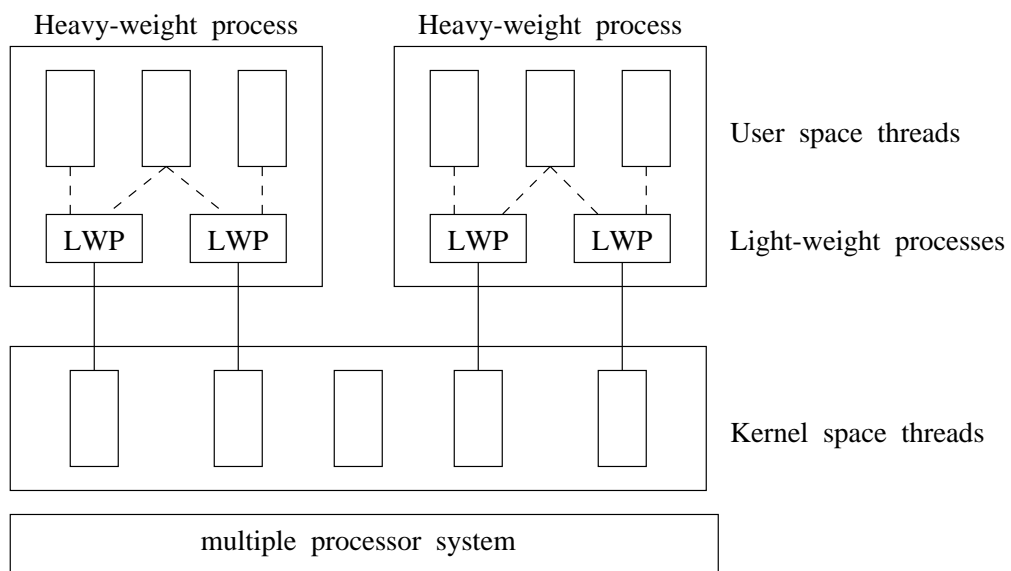 Heavy-weight process
Heavy-weight process
User space threads
LWP
LWP
LWP
LWP
Light-weight processes
Kernel space threads
multiple processor system